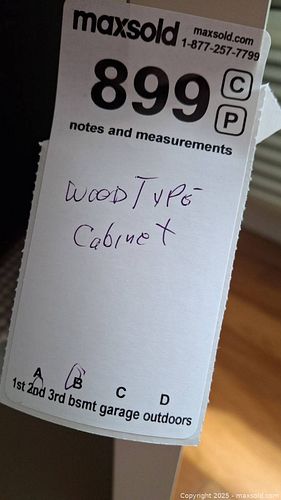 maxsold maxsold.com
1-877-257-7799
899 C
P
notes and measurements
WOOD TYPE
Cabinet
A B C D
1st 2nd 3rd bsmt garage outdoors
Copyright 2025 - maxsold.com